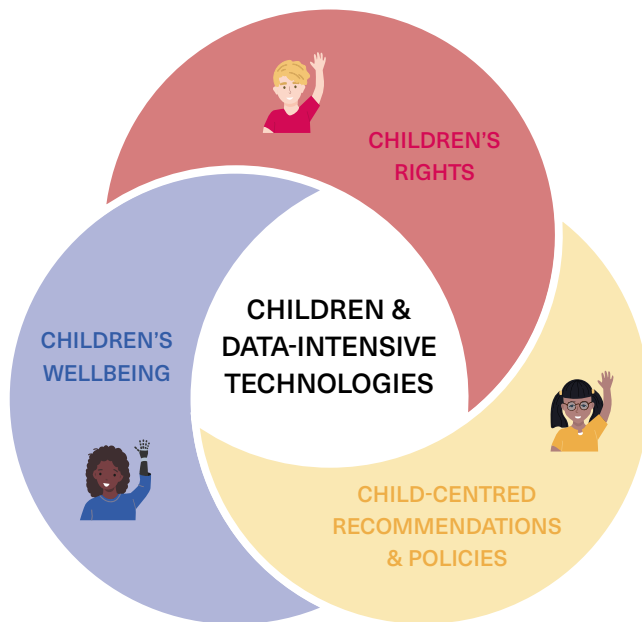 CHILDREN'S
RIGHTS
CHILDREN &
DATA-INTENSIVE
TECHNOLOGIES
CHILDREN'S
WELLBEING
CHILD-CENTRED
RECOMMENDATIONS
& POLICIES